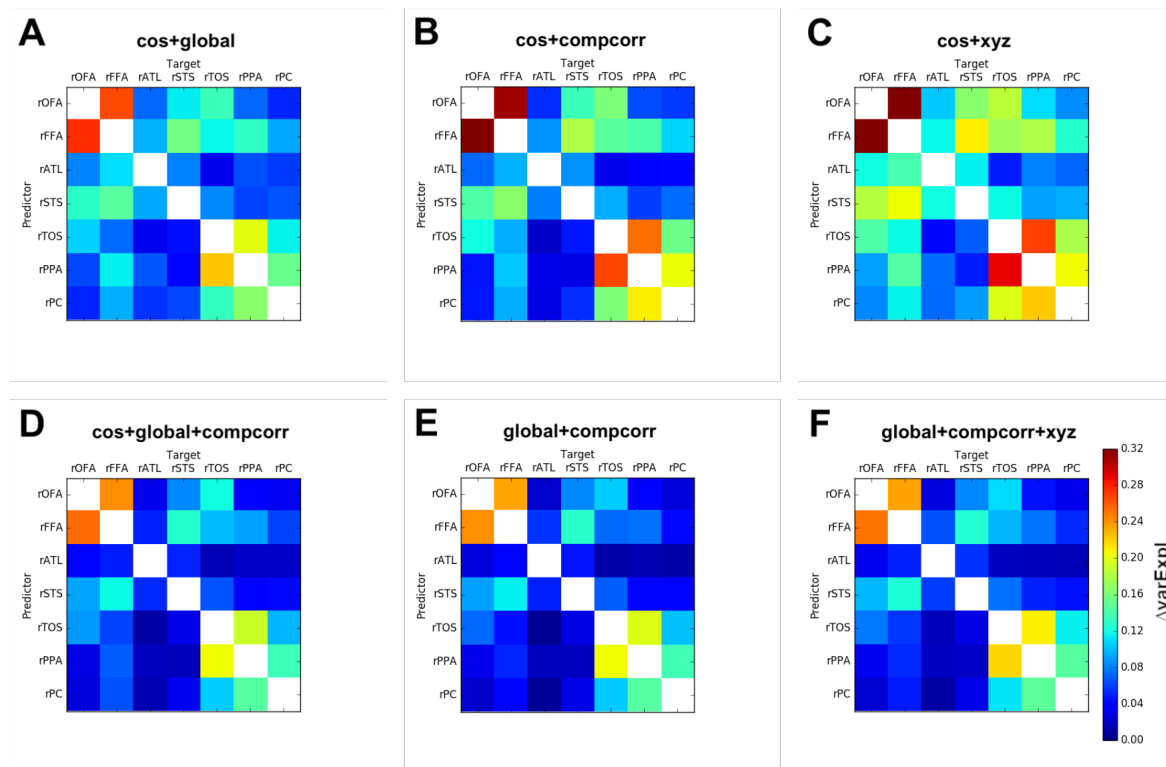 A
cos+global
Target
rOFA rFFA rATL rSTS rTOS rPPA rPC
Predictor
rOFA
rFFA
rATL
rSTS
rTOS
rPPA
rPC
B
cos+compcorr
Target
rOFA rFFA rATL rSTS rTOS rPPA rPC
Predictor
rOFA
rFFA
rATL
rSTS
rTOS
rPPA
rPC
C
cos+xyz
Target
rOFA rFFA rATL rSTS rTOS rPPA rPC
Predictor
rOFA
rFFA
rATL
rSTS
rTOS
rPPA
rPC
D
cos+global+compcorr
Target
rOFA rFFA rATL rSTS rTOS rPPA rPC
Predictor
rOFA
rFFA
rATL
rSTS
rTOS
rPPA
rPC
E
global+compcorr
Target
rOFA rFFA rATL rSTS rTOS rPPA rPC
Predictor
rOFA
rFFA
rATL
rSTS
rTOS
rPPA
rPC
F
global+compcorr+xyz
Target
rOFA rFFA rATL rSTS rTOS rPPA rPC
Predictor
rOFA
rFFA
rATL
rSTS
rTOS
rPPA
rPC
0.32
0.28
0.24
0.20
0.16
0.12
0.08
0.04
0.00
ΔvarExpl